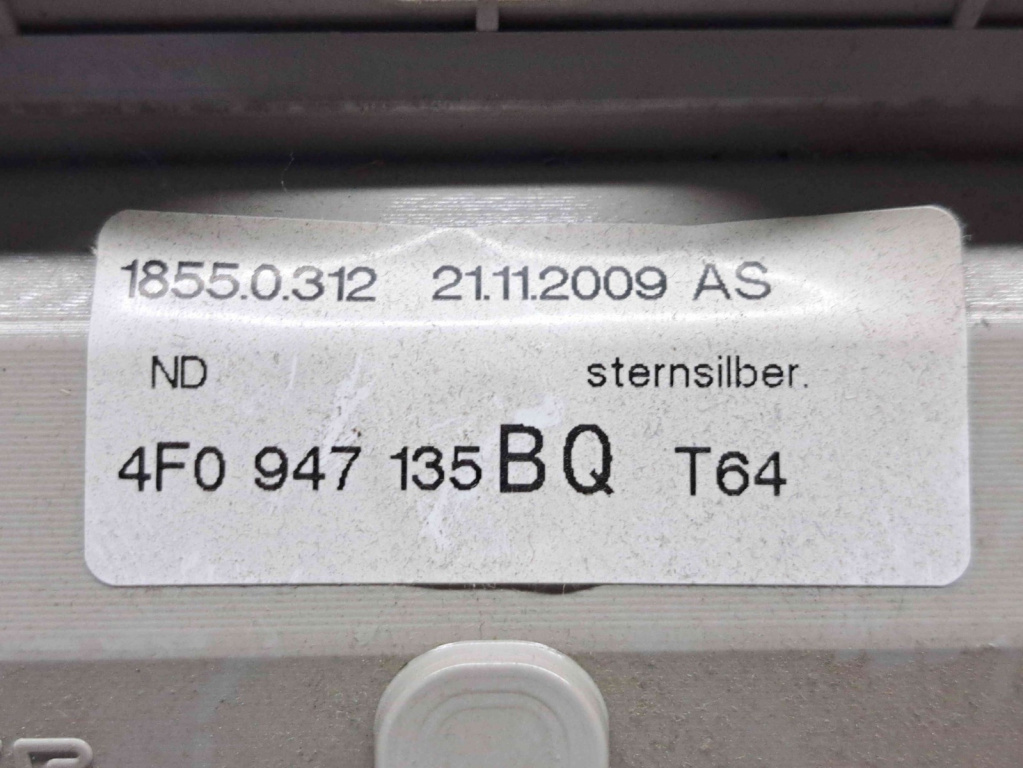 1855.0.312 21.11.2009 AS
ND sternsilber.
4F0 947 135 BQ T64